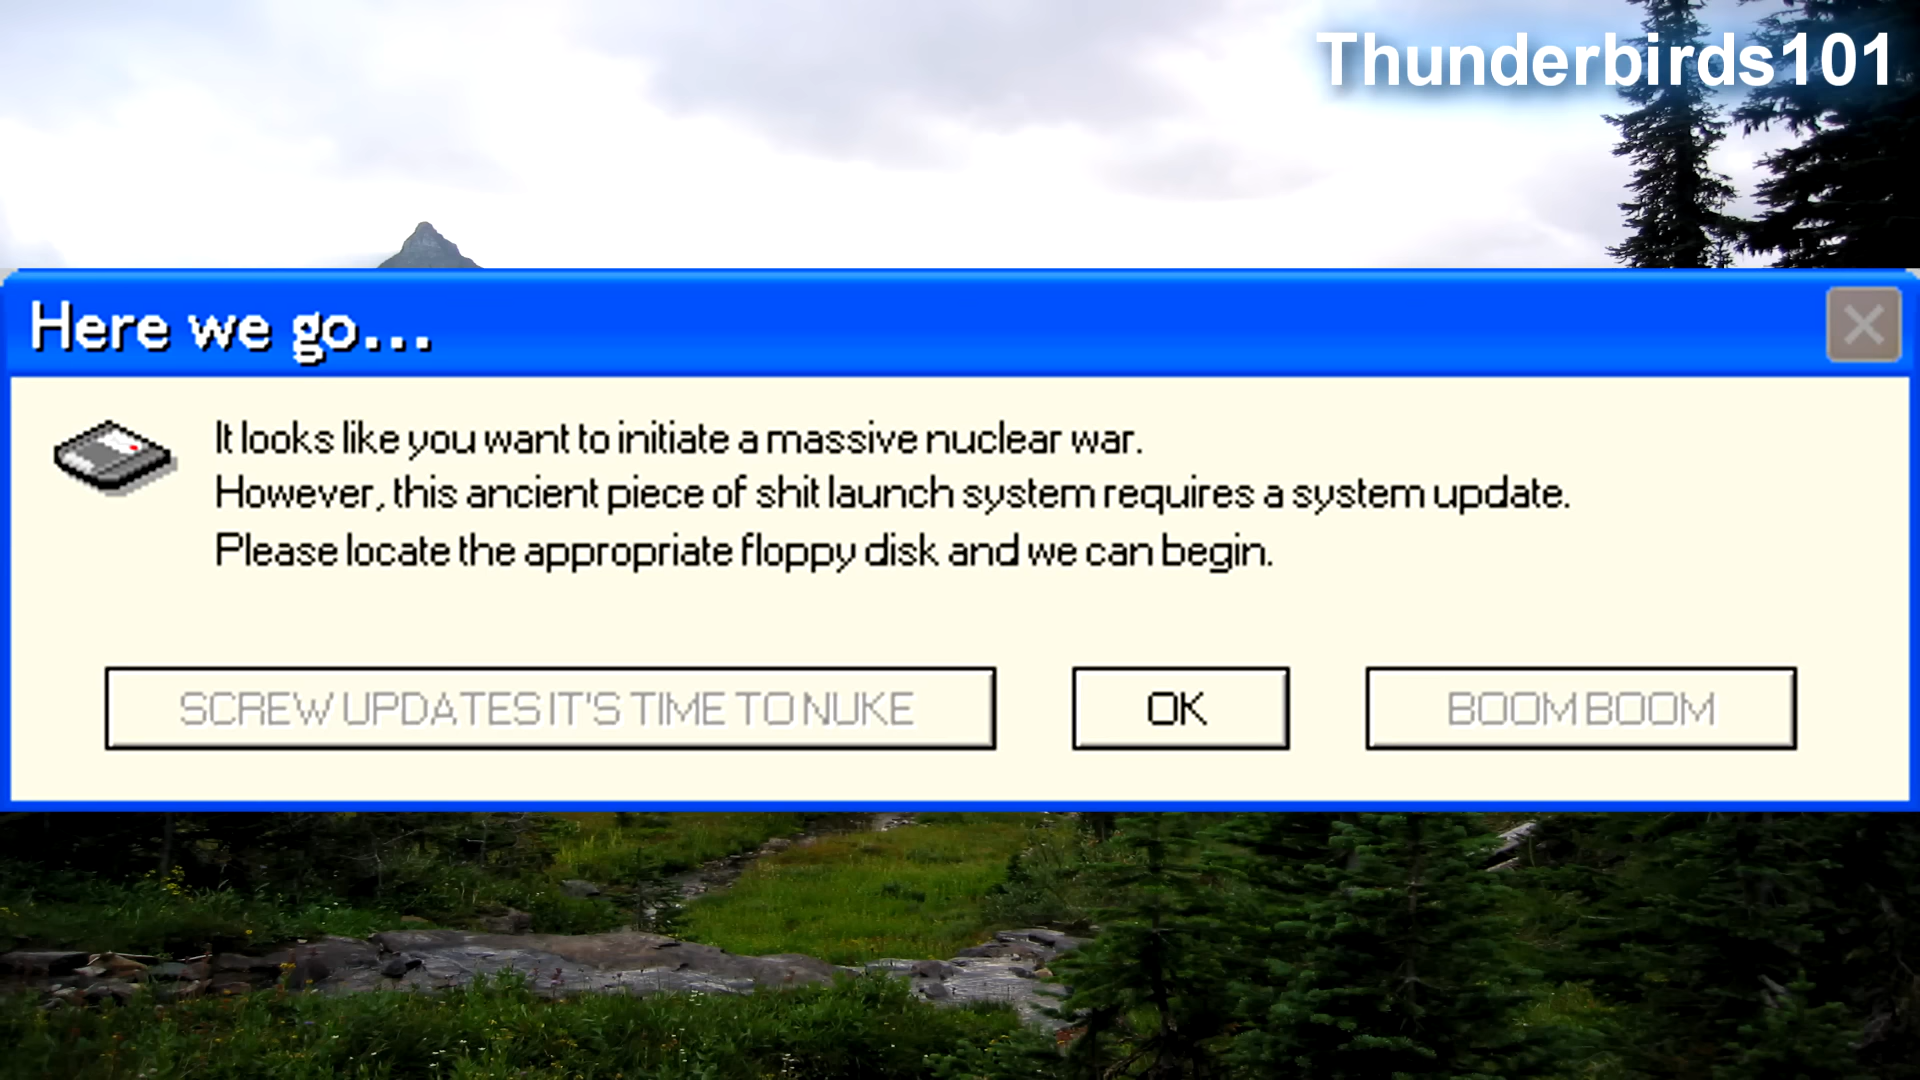 Thunderbirds101
Here we go...
It looks like you want to initiate a massive nuclear war.
However, this ancient piece of shit launch system requires a system update.
Please locate the appropriate floppy disk and we can begin.
SCREW UPDATES IT'S TIME TO NUKE
OK
BOOM BOOM